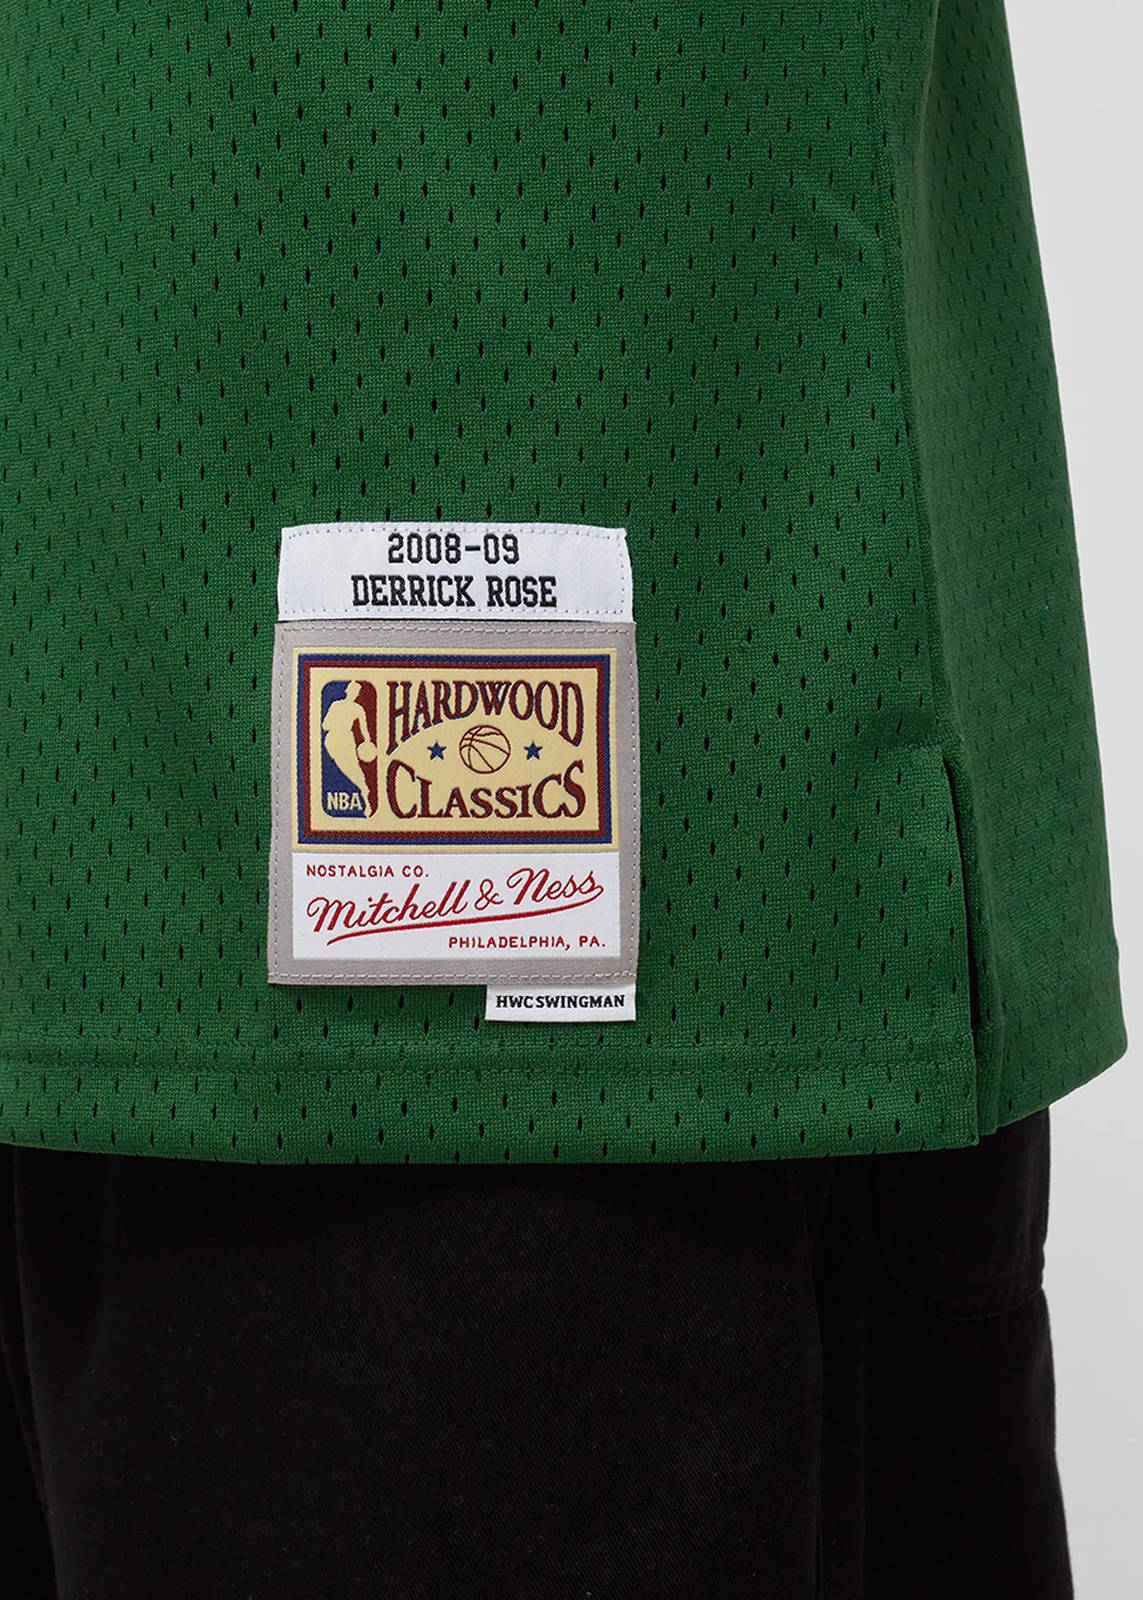 2008-09
DERRICK ROSE
HARDWOOD
CLASSICS
NBA
NOSTALGIA CO.
Mitchell & Ness
PHILADELPHIA, PA.
HWC SWINGMAN